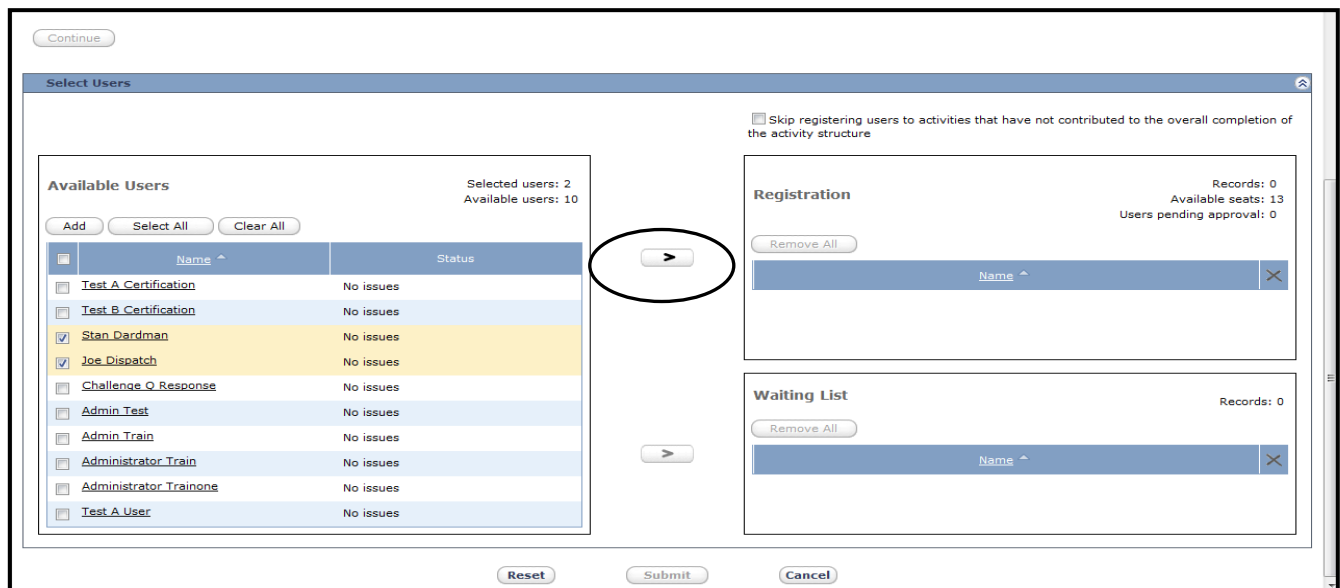 Continue
Select Users
Skip registering users to activities that have not contributed to the overall completion of
the activity structure
Available Users
Selected users: 2
Available users: 10
Add Select All Clear All
Name Status
Test A Certification No issues
Test B Certification No issues
Stan Dardman No issues
Joe Dispatch No issues
Challenge Q Response No issues
Admin Test No issues
Admin Train No issues
Administrator Train No issues
Administrator Trainone No issues
Test A User No issues
>
>
Registration
Records: 0
Available seats: 13
Users pending approval: 0
Remove All
Name
Waiting List
Records: 0
Remove All
Name
Reset Submit Cancel